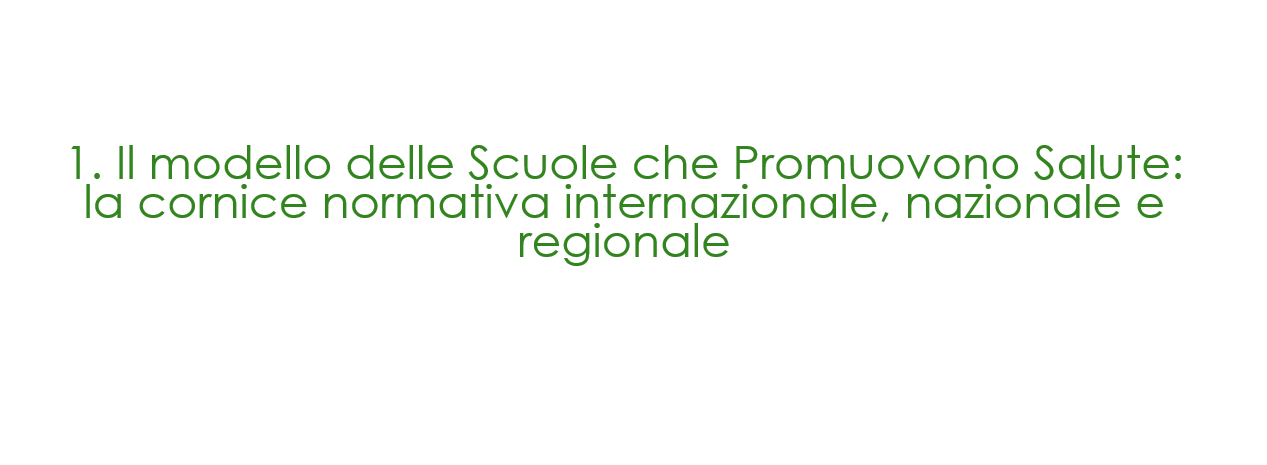 1. Il modello delle Scuole che Promuovono Salute:
la cornice normativa internazionale, nazionale e
regionale